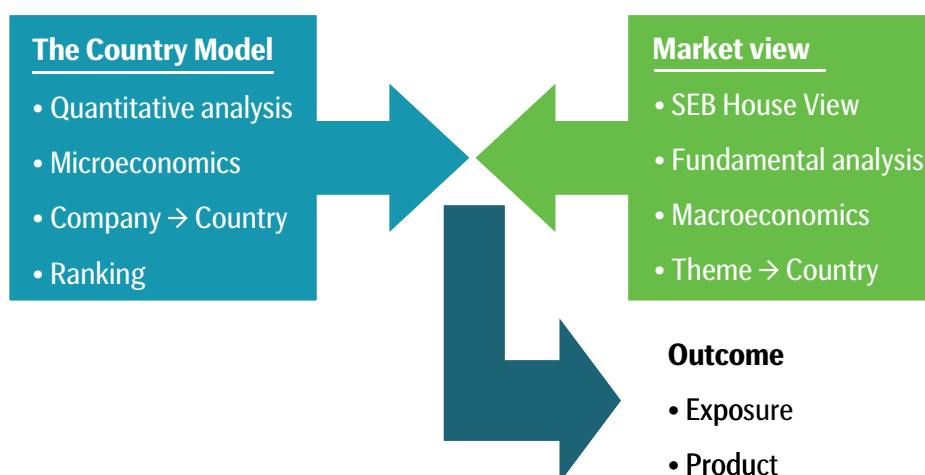 The Country Model
• Quantitative analysis
• Microeconomics
• Company → Country
• Ranking
Market view
• SEB House View
• Fundamental analysis
• Macroeconomics
• Theme → Country
Outcome
• Exposure
• Product